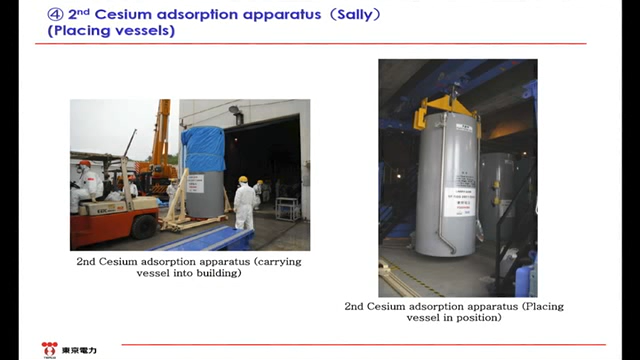 ④ 2nd Cesium adsorption apparatus（Sally）
(Placing vessels)
2nd Cesium adsorption apparatus (carrying
vessel into building)
2nd Cesium adsorption apparatus (Placing
vessel in position)
東京電力